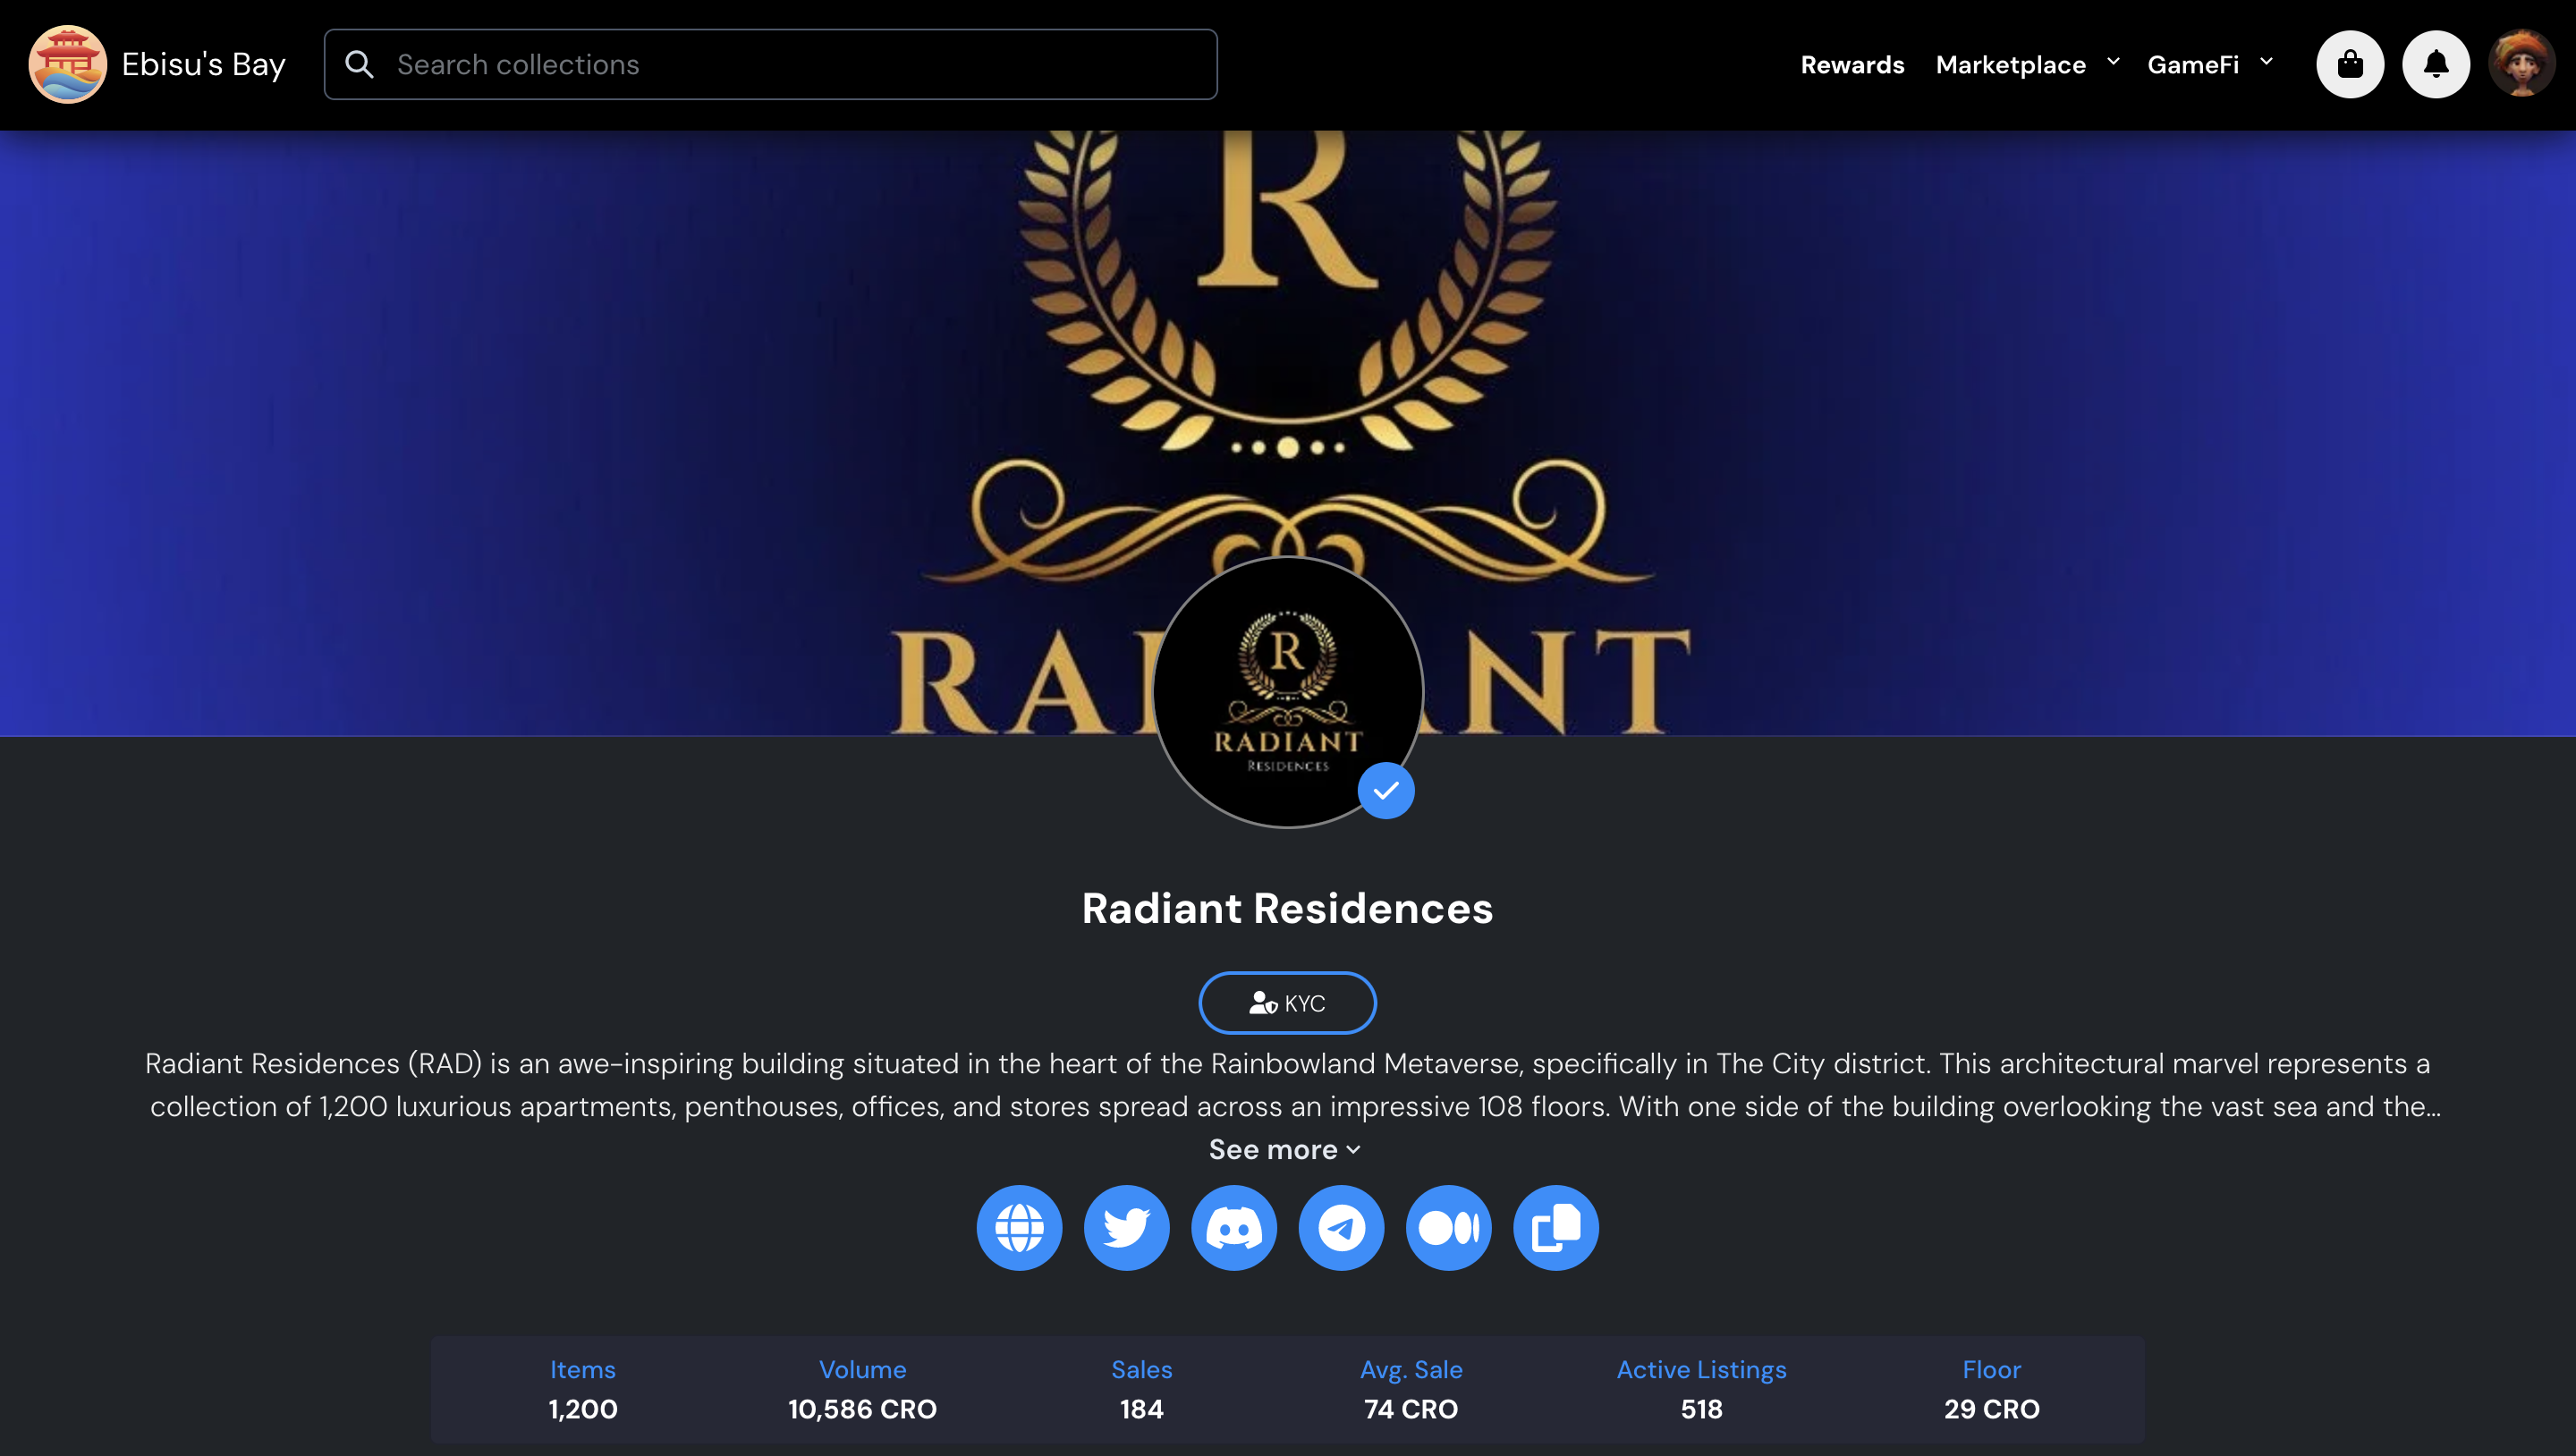 Ebisu's Bay
Search collections
Rewards
Marketplace
GameFi
R
RADIANT
R
RADIANT
RESIDENCES
Radiant Residences
KYC
Radiant Residences (RAD) is an awe-inspiring building situated in the heart of the Rainbowland Metaverse, specifically in The City district. This architectural marvel represents a
collection of 1,200 luxurious apartments, penthouses, offices, and stores spread across an impressive 108 floors. With one side of the building overlooking the vast sea and the...
See more
Items Volume Sales Avg. Sale Active Listings Floor
1,200 10,586 CRO 184 74 CRO 518 29 CRO